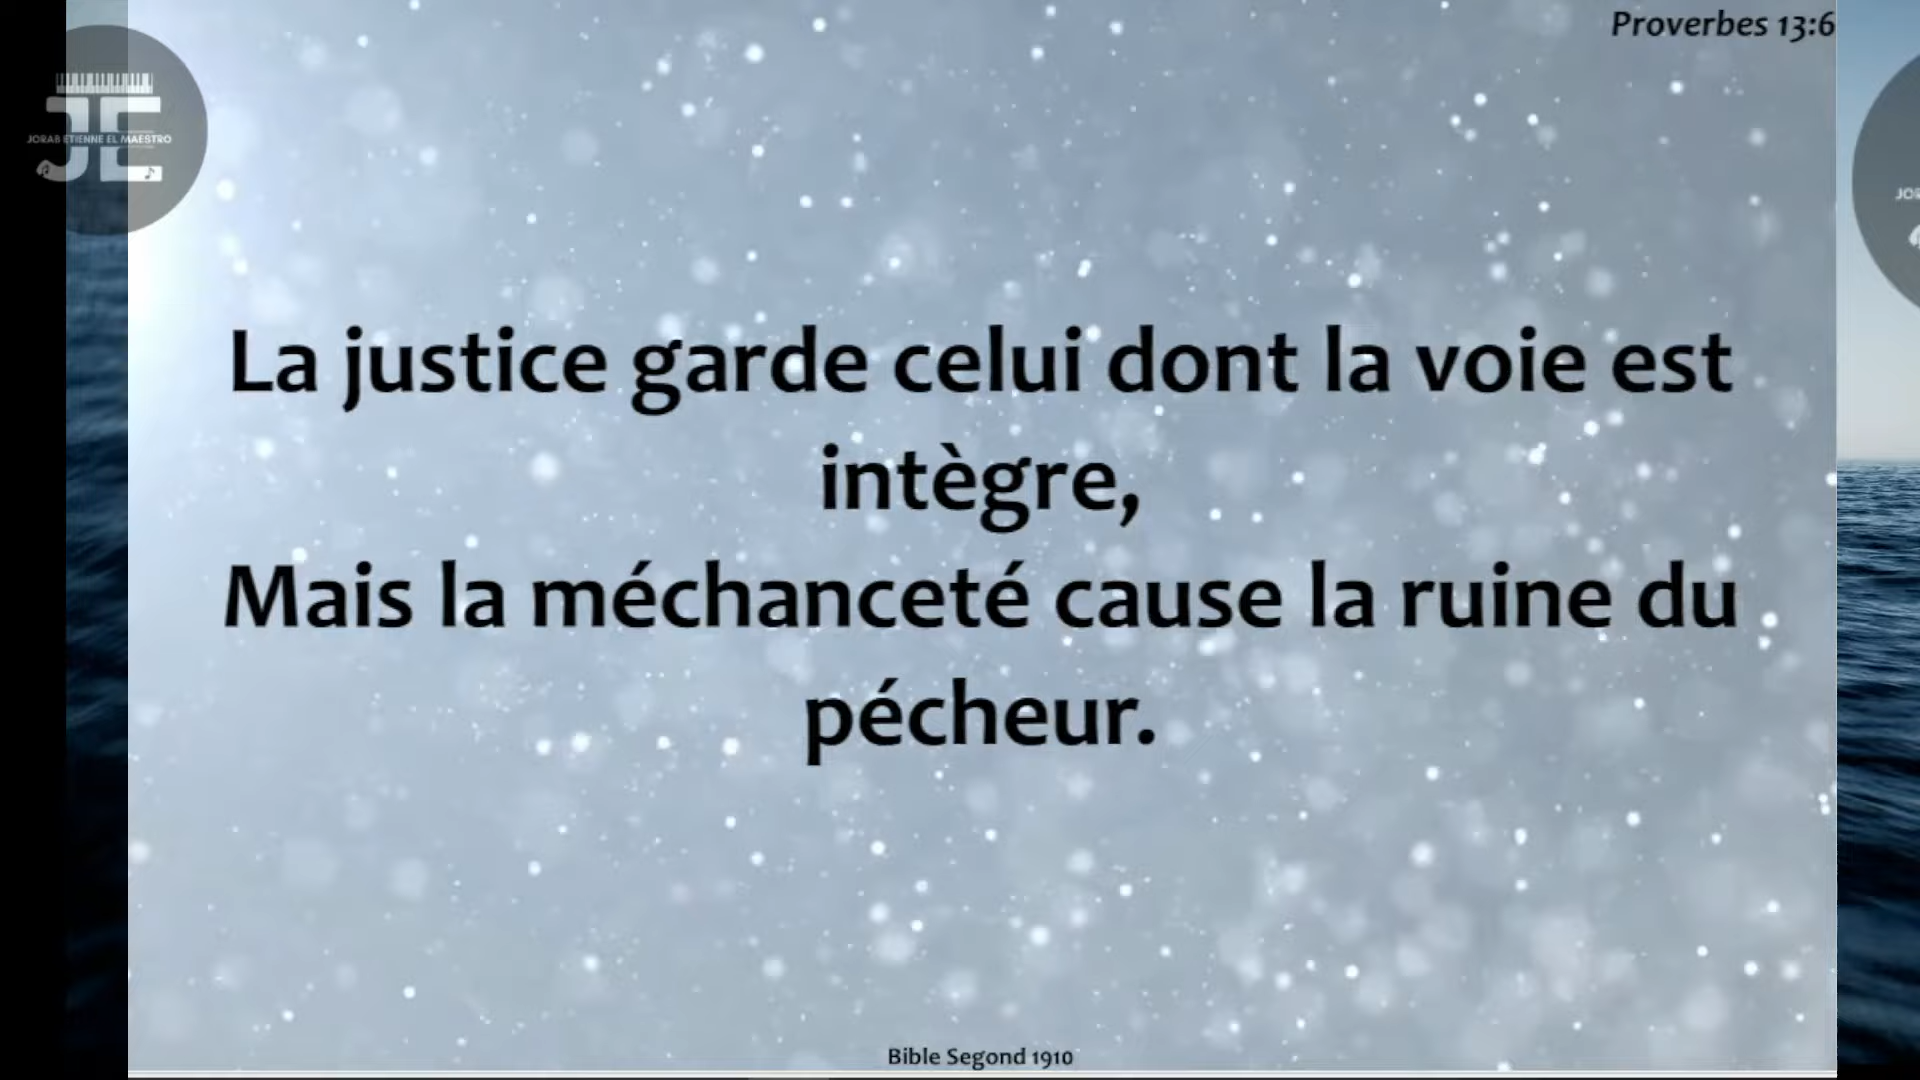 Proverbes 13:6
JE
JORAB ETIENNE EL MAESTRO
La justice garde celui dont la voie est
intègre,
Mais la méchanceté cause la ruine du
pécheur.
Bible Segond 1910